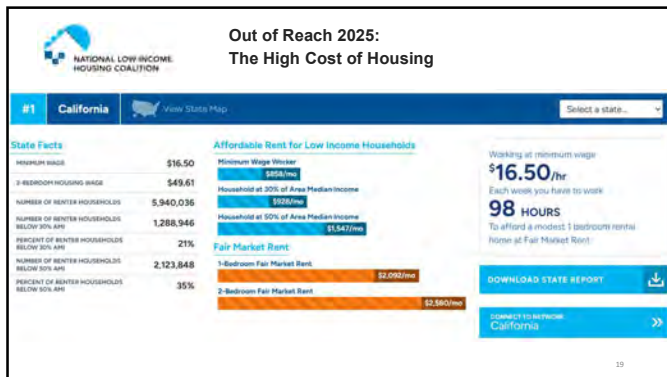 NATIONAL LOW INCOME
HOUSING COALITION
Out of Reach 2025:
The High Cost of Housing
#1
California
View State Map
Select a state...
State Facts
MINIMUM WAGE
$16.50
2-BEDROOM HOUSING WAGE
$49.61
NUMBER OF RENTER HOUSEHOLDS
5,940,036
NUMBER OF RENTER HOUSEHOLDS
BELOW 30% AMI
1,288,946
PERCENT OF RENTER HOUSEHOLDS
BELOW 30% AMI
21%
NUMBER OF RENTER HOUSEHOLDS
BELOW 50% AMI
2,123,848
PERCENT OF RENTER HOUSEHOLDS
BELOW 50% AMI
35%
Affordable Rent for Low Income Households
Minimum Wage Worker
$858/mo
Household at 30% of Area Median Income
$928/mo
Household at 50% of Area Median Income
$1,547/mo
Fair Market Rent
1-Bedroom Fair Market Rent
$2,092/mo
2-Bedroom Fair Market Rent
$2,580/mo
Working at minimum wage
$16.50/hr
Each week you have to work
98 HOURS
To afford a modest 1 bedroom rental
home at Fair Market Rent
DOWNLOAD STATE REPORT
CONNECT TO NETWORK
California
19